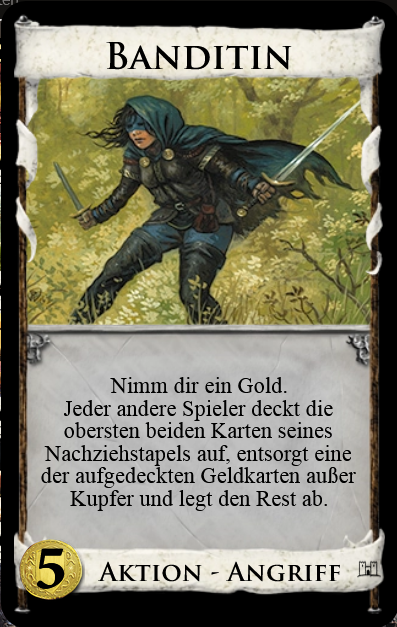 Banditin
Nimm dir ein Gold.
Jeder andere Spieler deckt die
obersten beiden Karten seines
Nachziehstapels auf, entsorgt eine
der aufgedeckten Geldkarten außer
Kupfer und legt den Rest ab.
5 Aktion - Angriff